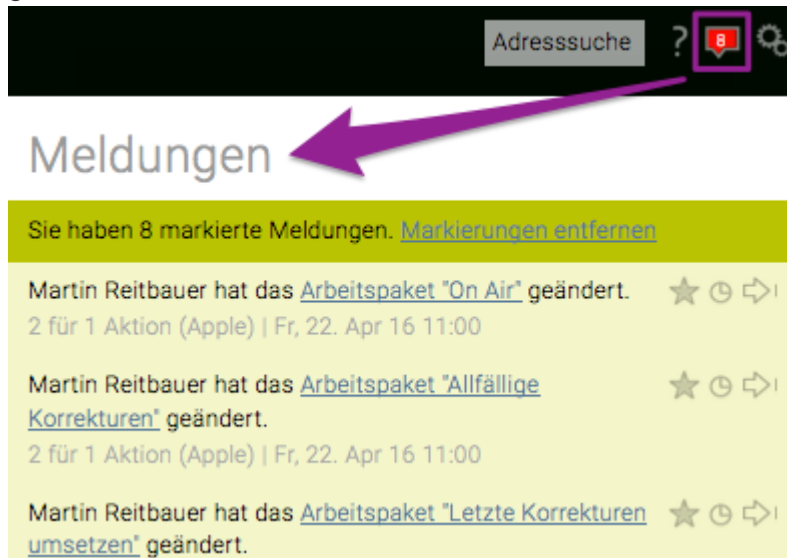 Adresssuche ? 8
Meldungen
Sie haben 8 markierte Meldungen. Markierungen entfernen
Martin Reitbauer hat das Arbeitspaket "On Air" geändert.
2 für 1 Aktion (Apple) | Fr, 22. Apr 16 11:00
Martin Reitbauer hat das Arbeitspaket "Allfällige
Korrekturen" geändert.
2 für 1 Aktion (Apple) | Fr, 22. Apr 16 11:00
Martin Reitbauer hat das Arbeitspaket "Letzte Korrekturen
umsetzen" geändert.